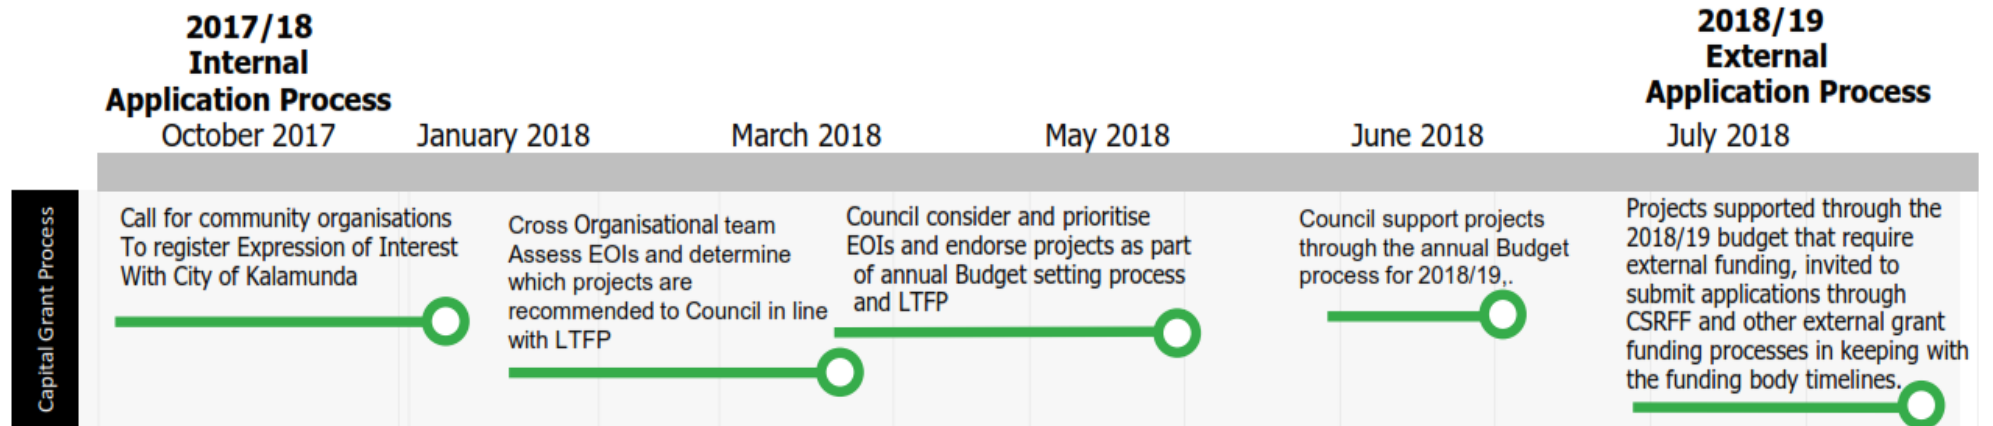 2017/18
Internal
Application Process
2018/19
External
Application Process
October 2017
January 2018
March 2018
May 2018
June 2018
July 2018
Capital Grant Process
Call for community organisations
To register Expression of Interest
With City of Kalamunda
Cross Organisational team
Assess EOIs and determine
which projects are
recommended to Council in line
with LTFP
Council consider and prioritise
EOIs and endorse projects as part
of annual Budget setting process
and LTFP
Council support projects
through the annual Budget
process for 2018/19,.
Projects supported through the
2018/19 budget that require
external funding, invited to
submit applications through
CSRFF and other external grant
funding processes in keeping with
the funding body timelines.